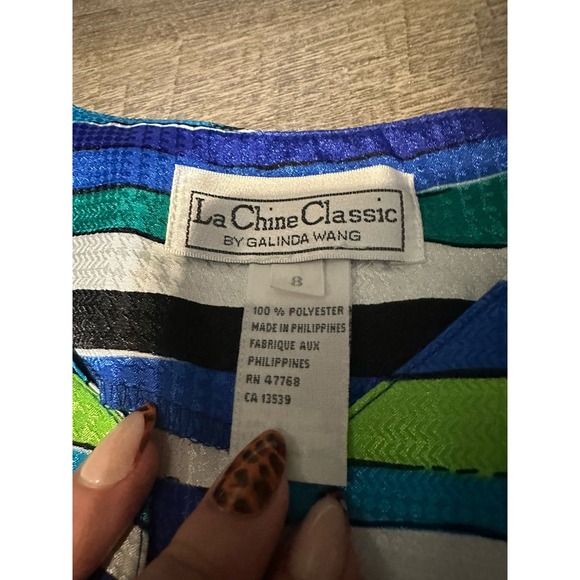 La Chine Classic
BY GALINDA WANG
8
100 % POLYESTER
MADE IN PHILIPPINES
FABRIQUE AUX
PHILIPPINES
RN 47768
CA 13539